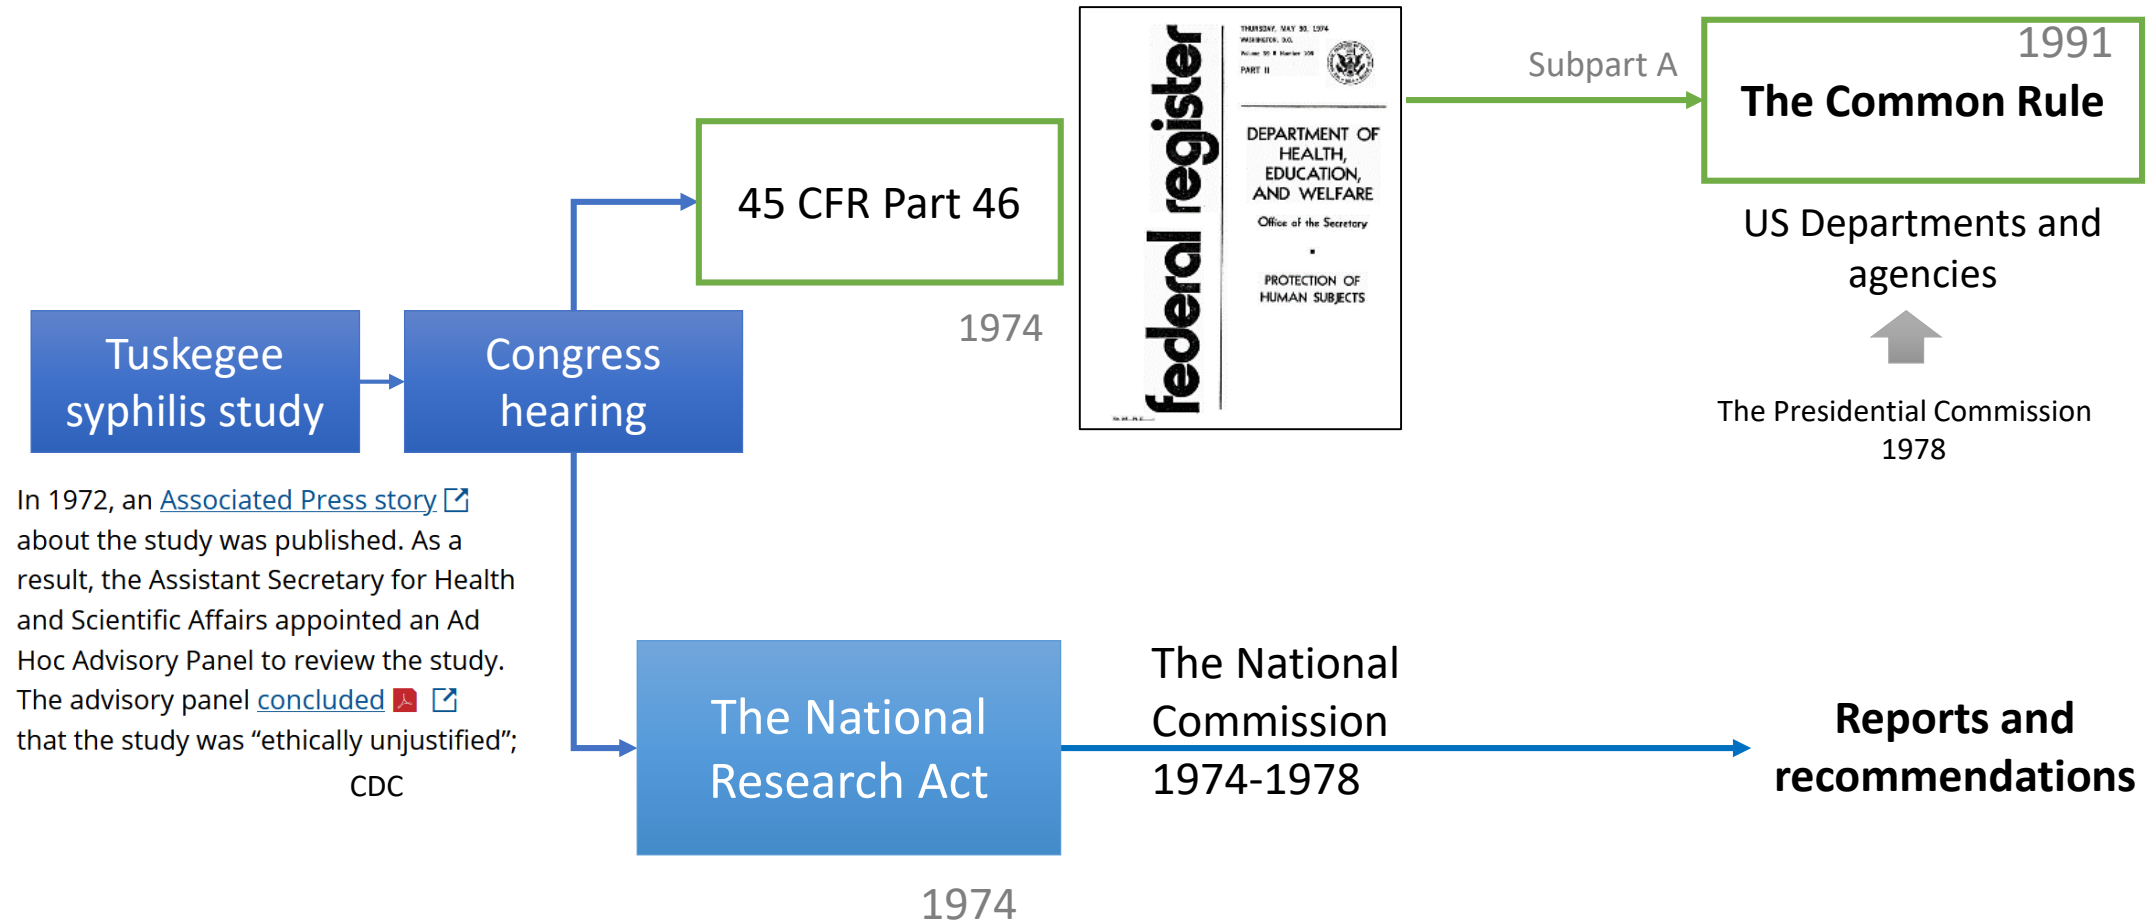 Tuskegee
syphilis study
In 1972, an Associated Press story
about the study was published. As a
result, the Assistant Secretary for Health
and Scientific Affairs appointed an Ad
Hoc Advisory Panel to review the study.
The advisory panel concluded
that the study was “ethically unjustified”;
CDC
Congress
hearing
45 CFR Part 46
1974
federal register
THURSDAY, MAY 30, 1974
WASHINGTON, D.C.
Volume 39 Number 105
PART II
DEPARTMENT OF
HEALTH,
EDUCATION,
AND WELFARE
Office of the Secretary
PROTECTION OF
HUMAN SUBJECTS
Subpart A
1991
The Common Rule
US Departments and
agencies
The Presidential Commission
1978
The National
Research Act
1974
The National
Commission
1974-1978
Reports and
recommendations